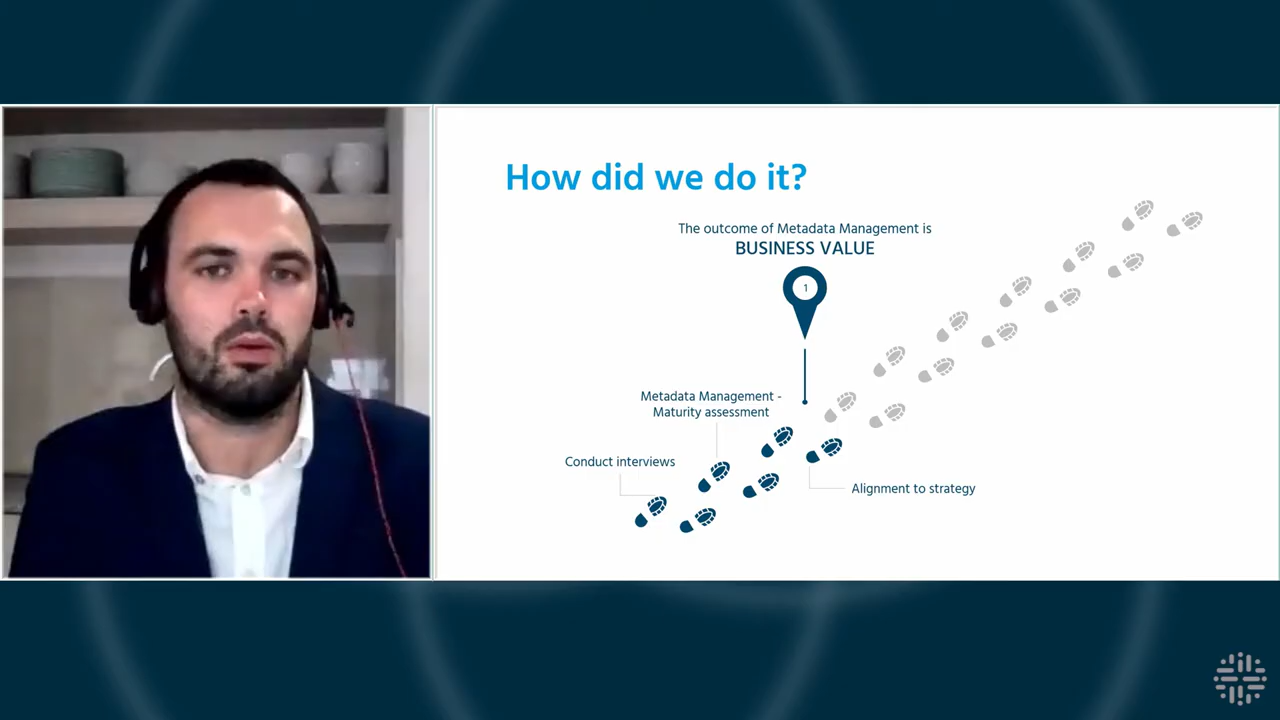 How did we do it?
The outcome of Metadata Management is
BUSINESS VALUE
1
Metadata Management -
Maturity assessment
Conduct interviews
Alignment to strategy